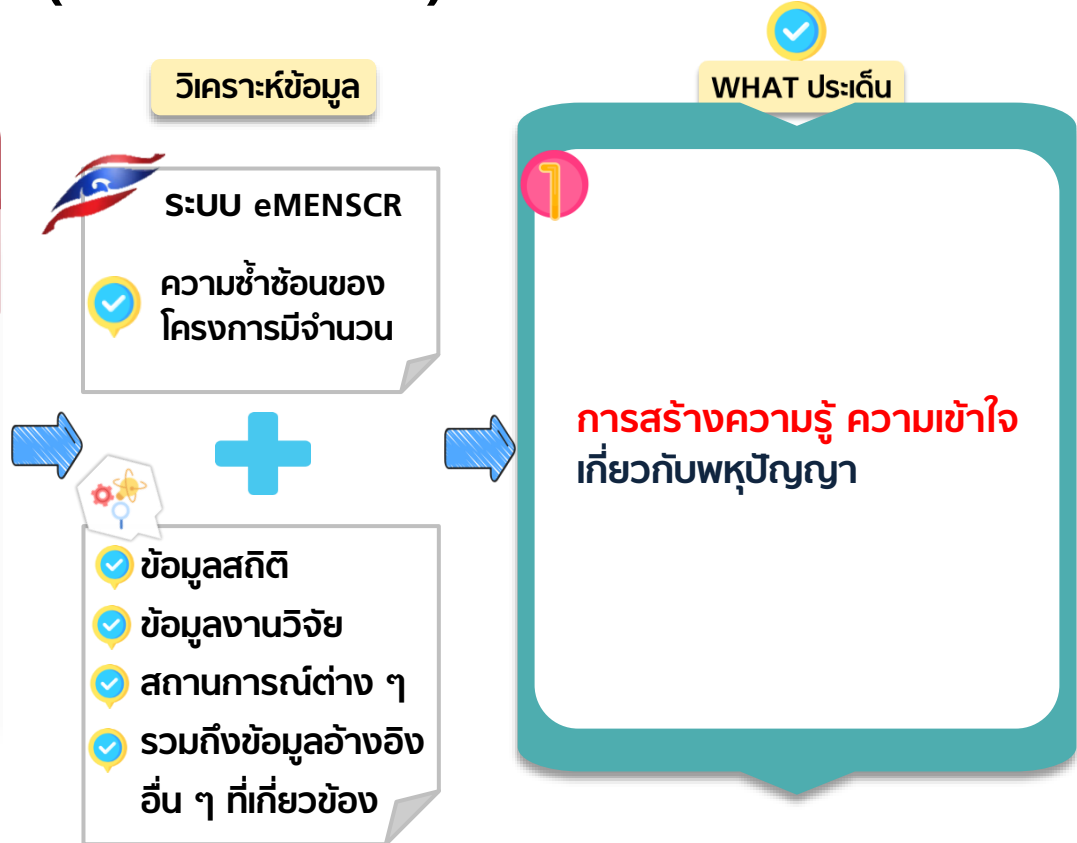 วิเคราะห์ข้อมูล
ระบบ eMENSCR
ความซ้ำซ้อนของ
โครงการมีจำนวน
ข้อมูลสถิติ
ข้อมูลงานวิจัย
สถานการณ์ต่าง ๆ
รวมถึงข้อมูลอ้างอิง
อื่น ๆ ที่เกี่ยวข้อง
WHAT ประเด็น
1
การสร้างความรู้ ความเข้าใจ
เกี่ยวกับพหุปัญญา